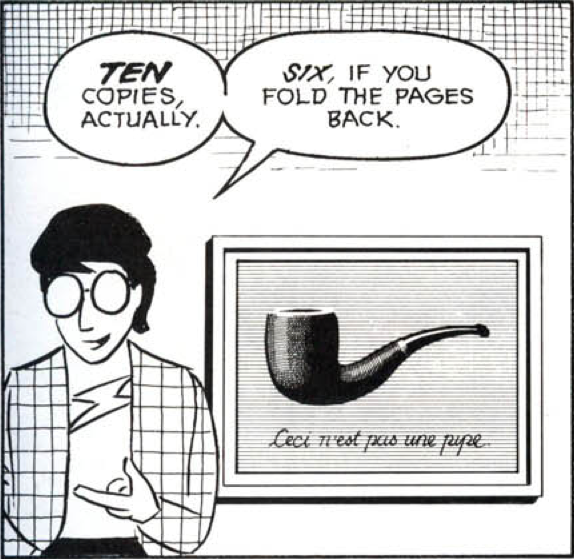 TEN
COPIES,
ACTUALLY.
SIX, IF YOU
FOLD THE PAGES
BACK.
Ceci n'est pas une pipe.